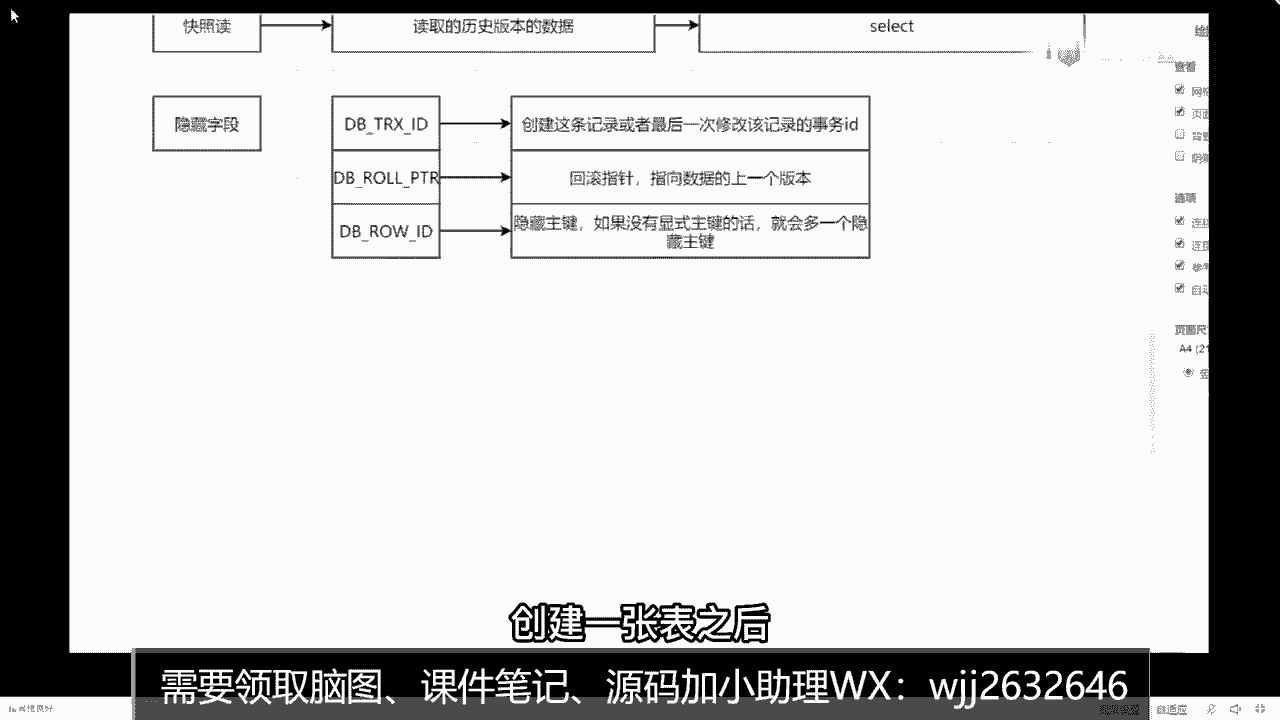 快照读
读取的历史版本的数据
select
查看
选项
隐藏字段
DB_TRX_ID
创建这条记录或者最后一次修改该记录的事务id
DB_ROLL_PTR
回滚指针，指向数据的上一个版本
DB_ROW_ID
隐藏主键，如果没有显式主键的话，就会多一个隐
藏主键
页面尺寸
A4 (21
创建一张表之后
需要领取脑图、课件笔记、源码加小助理WX：wjj2632646
自适应